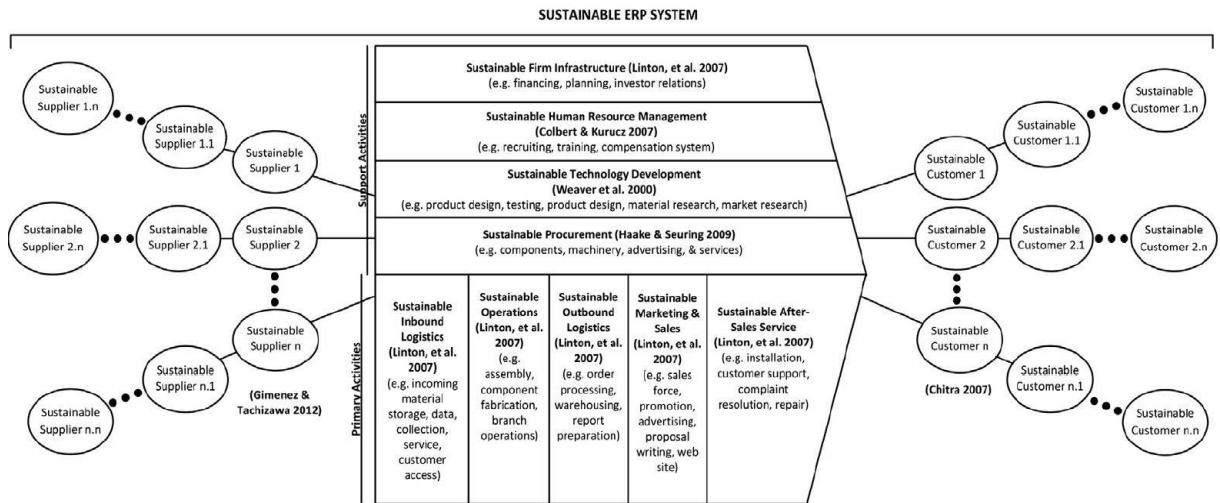 SUSTAINABLE ERP SYSTEM
Sustainable
Supplier 1.n
Sustainable
Supplier 1.1
Sustainable
Supplier 1
Sustainable
Supplier 2.n
Sustainable
Supplier 2.1
Sustainable
Supplier 2
Sustainable
Supplier n
Sustainable
Supplier n.1
Sustainable
Supplier n.n
(Gimenez &
Tachizawa 2012)
Support Activities
Sustainable Firm Infrastructure (Linton, et al. 2007)
(e.g. financing, planning, investor relations)
Sustainable Human Resource Management
(Colbert & Kurucz 2007)
(e.g. recruiting, training, compensation system)
Sustainable Technology Development
(Weaver et al. 2000)
(e.g. product design, testing, product design, material research, market research)
Sustainable Procurement (Haake & Seuring 2009)
(e.g. components, machinery, advertising, & services)
Primary Activities
Sustainable
Inbound
Logistics
(Linton, et al.
2007)
(e.g. incoming
material
storage, data,
collection,
service,
customer
access)
Sustainable
Operations
(Linton, et al.
2007)
(e.g.
assembly,
component
fabrication,
branch
operations)
Sustainable
Outbound
Logistics
(Linton, et al.
2007)
(e.g. order
processing,
warehousing,
report
preparation)
Sustainable
Marketing &
Sales
(Linton, et al.
2007)
(e.g. sales
force,
promotion,
advertising,
proposal
writing, web
site)
Sustainable After-
Sales Service
(Linton, et al. 2007)
(e.g. installation,
customer support,
complaint
resolution, repair)
Sustainable
Customer 1.n
Sustainable
Customer 1.1
Sustainable
Customer 1
Sustainable
Customer 2
Sustainable
Customer 2.1
Sustainable
Customer 2.n
Sustainable
Customer n
Sustainable
Customer n.1
Sustainable
Customer n.n
(Chitra 2007)